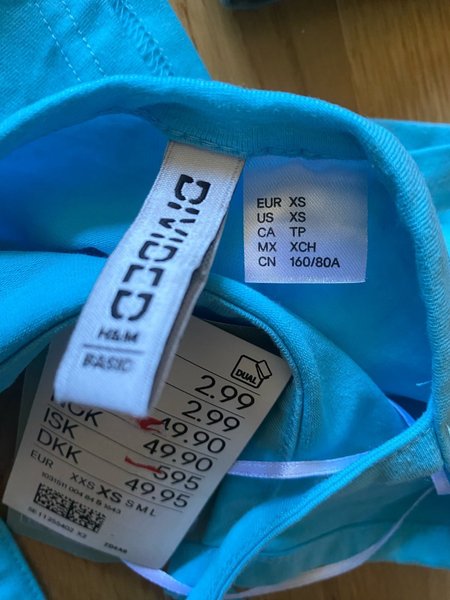 DIVIDED
H&M
BASIC
EUR XS
US XS
CA TP
MX XCH
CN 160/80A
DUAL
2.99
2.99
49.90
ISK 49.90
DKK 595
49.95
EUR XXS XS S M L